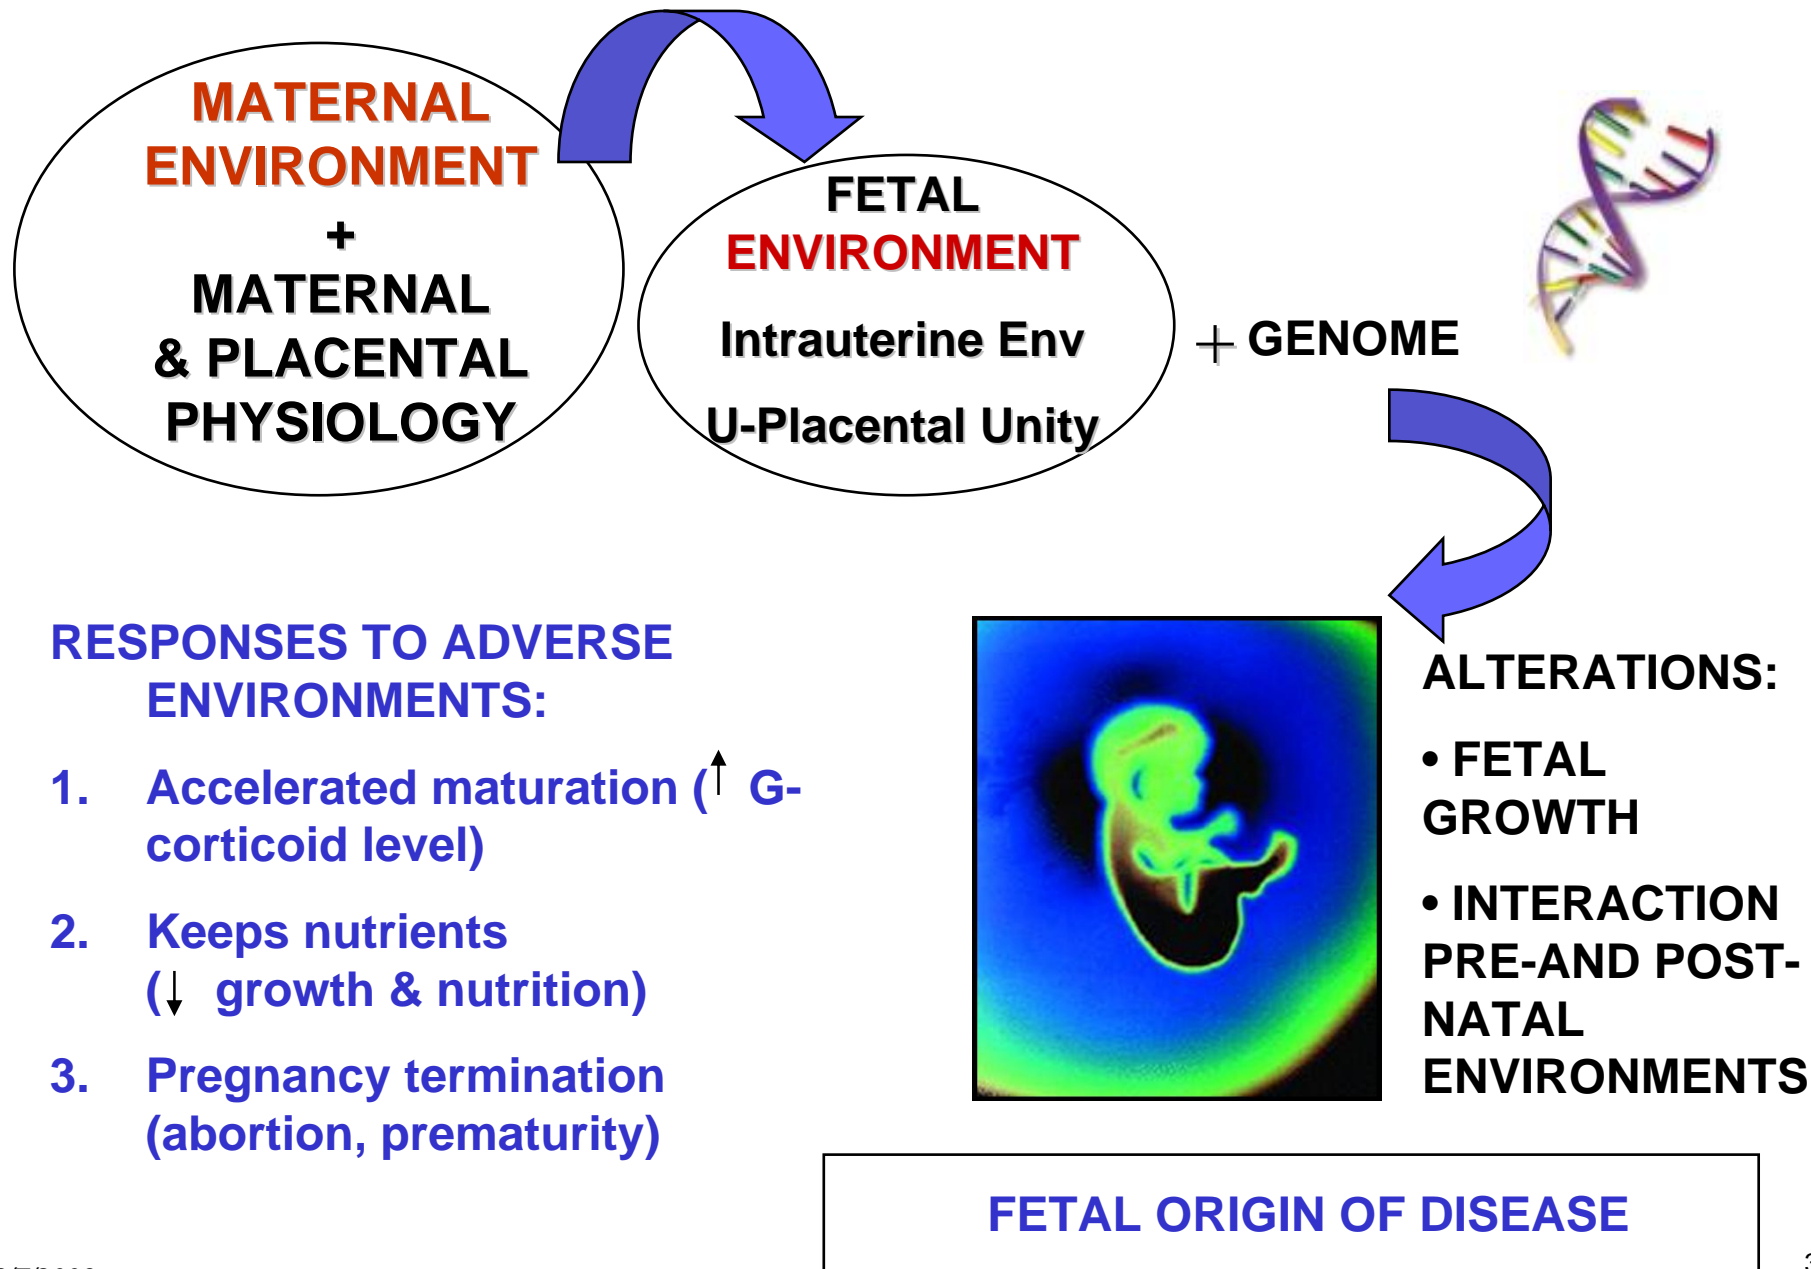 MATERNAL
ENVIRONMENT
+
MATERNAL
& PLACENTAL
PHYSIOLOGY
FETAL
ENVIRONMENT
Intrauterine Env
U-Placental Unity
+ GENOME
RESPONSES TO ADVERSE
ENVIRONMENTS:
1. Accelerated maturation (↑ G-
corticoid level)
2. Keeps nutrients
(↓ growth & nutrition)
3. Pregnancy termination
(abortion, prematurity)
ALTERATIONS:
• FETAL
GROWTH
• INTERACTION
PRE-AND POST-
NATAL
ENVIRONMENTS
FETAL ORIGIN OF DISEASE